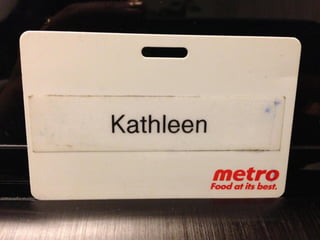 Kathleen
metro
Food at its best.